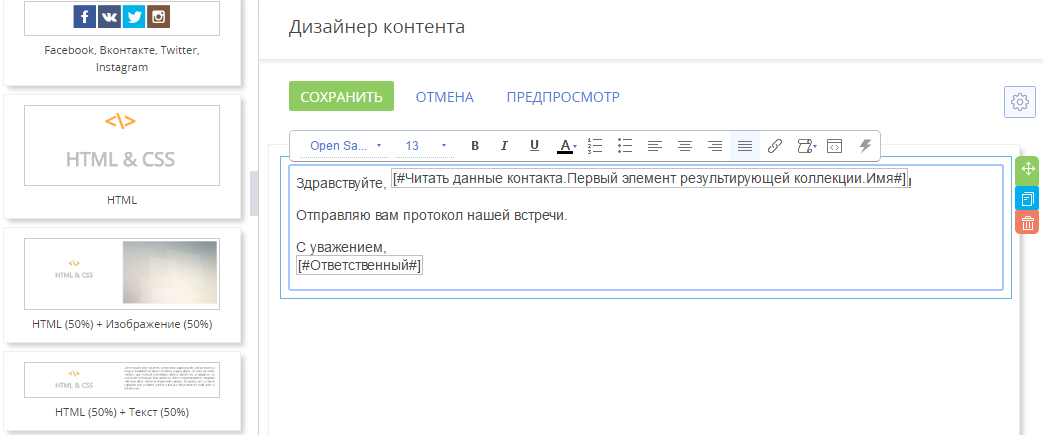 Facebook, Вконтакте, Twitter,
Instagram
</>
HTML & CSS
HTML
</>
HTML & CSS
HTML (50%) + Изображение (50%)
</>
HTML & CSS
HTML (50%) + Текст (50%)
Дизайнер контента
СОХРАНИТЬ ОТМЕНА ПРЕДПРОСМОТР
Open Sa... 13 B I U A
Здравствуйте, [#Читать данные контакта.Первый элемент результирующей коллекции.Имя#]!
Отправляю вам протокол нашей встречи.
С уважением,
[#Ответственный#]